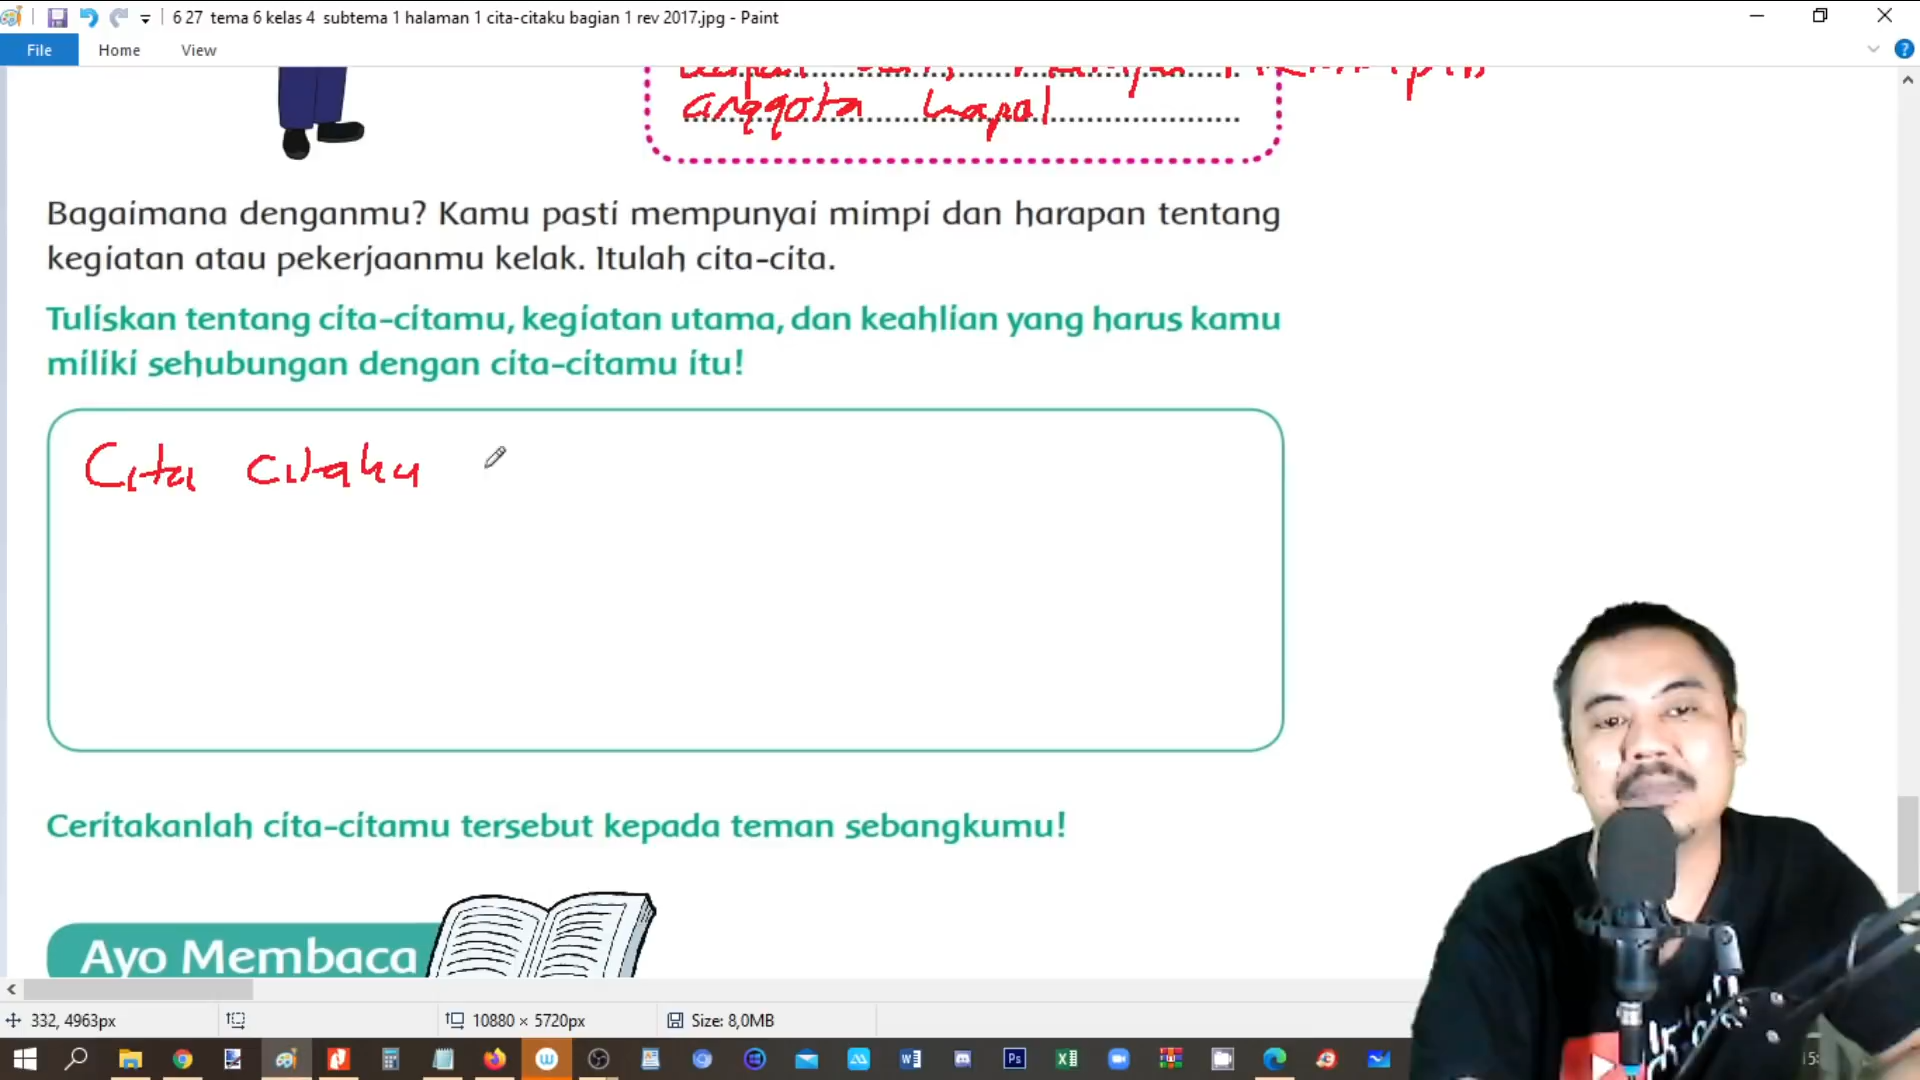 6 27 tema 6 kelas 4 subtema 1 halaman 1 cita-citaku bagian 1 rev 2017.jpg - Paint
File Home View
anggota kapal
Bagaimana denganmu? Kamu pasti mempunyai mimpi dan harapan tentang
kegiatan atau pekerjaanmu kelak. Itulah cita-cita.
Tuliskan tentang cita-citamu, kegiatan utama, dan keahlian yang harus kamu
miliki sehubungan dengan cita-citamu itu!
Cita citaku
Ceritakanlah cita-citamu tersebut kepada teman sebangkumu!
Ayo Membaca
332, 4963px
10880 × 5720px
Size: 8,0MB